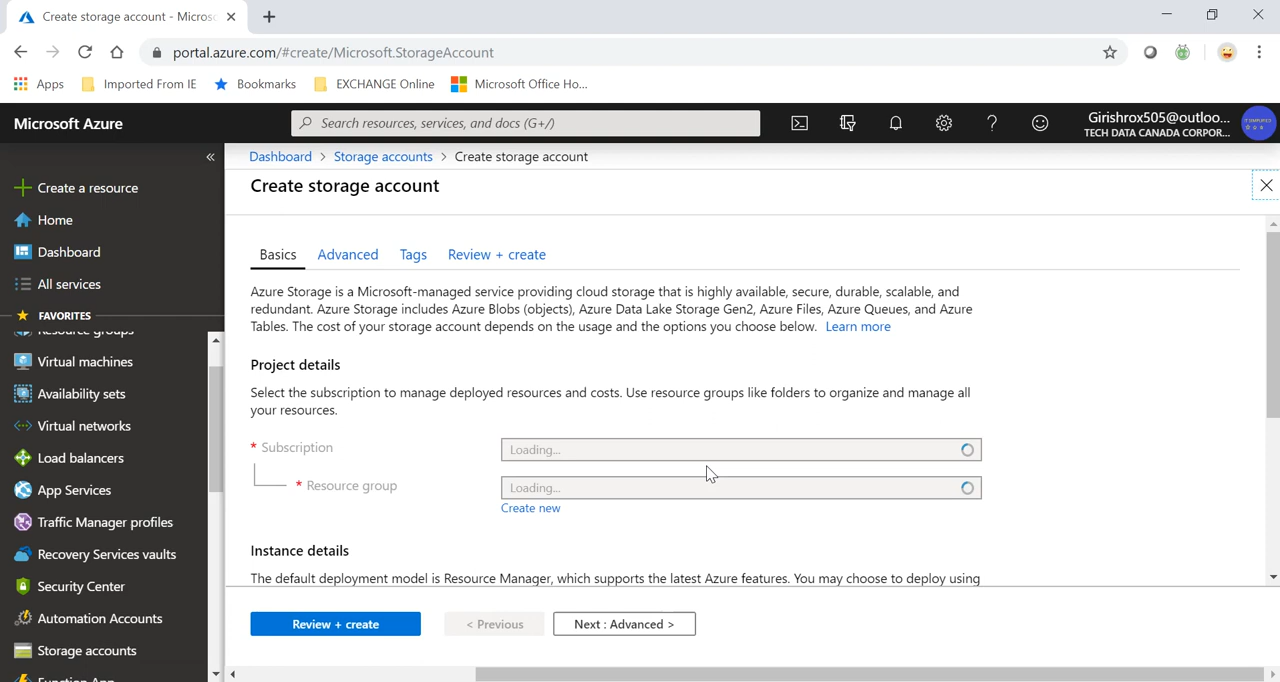 Create storage account - Micros
portal.azure.com/#create/Microsoft.StorageAccount
Apps
Imported From IE
Bookmarks
EXCHANGE Online
Microsoft Office Ho...
Microsoft Azure
Search resources, services, and docs (G+/)
Girishrox505@outloo...
TECH DATA CANADA CORPOR...
Dashboard > Storage accounts > Create storage account
Create storage account
Create a resource
Home
Dashboard
All services
FAVORITES
Resource groups
Virtual machines
Availability sets
Virtual networks
Load balancers
App Services
Traffic Manager profiles
Recovery Services vaults
Security Center
Automation Accounts
Storage accounts
Function App
Basics
Advanced
Tags
Review + create
Azure Storage is a Microsoft-managed service providing cloud storage that is highly available, secure, durable, scalable, and
redundant. Azure Storage includes Azure Blobs (objects), Azure Data Lake Storage Gen2, Azure Files, Azure Queues, and Azure
Tables. The cost of your storage account depends on the usage and the options you choose below. Learn more
Project details
Select the subscription to manage deployed resources and costs. Use resource groups like folders to organize and manage all
your resources.
* Subscription
Loading...
* Resource group
Loading...
Create new
Instance details
The default deployment model is Resource Manager, which supports the latest Azure features. You may choose to deploy using
Review + create
< Previous
Next : Advanced >